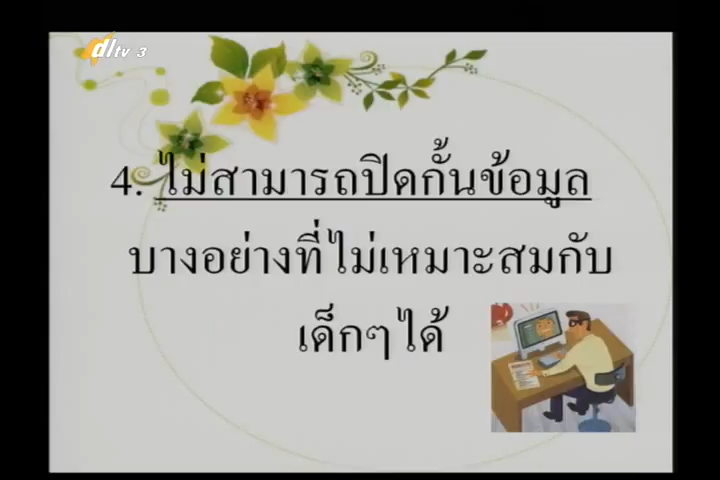 dltv 3
4. ไม่สามารถปิดกั้นข้อมูล
บางอย่างที่ไม่เหมาะสมกับ
เด็กๆได้